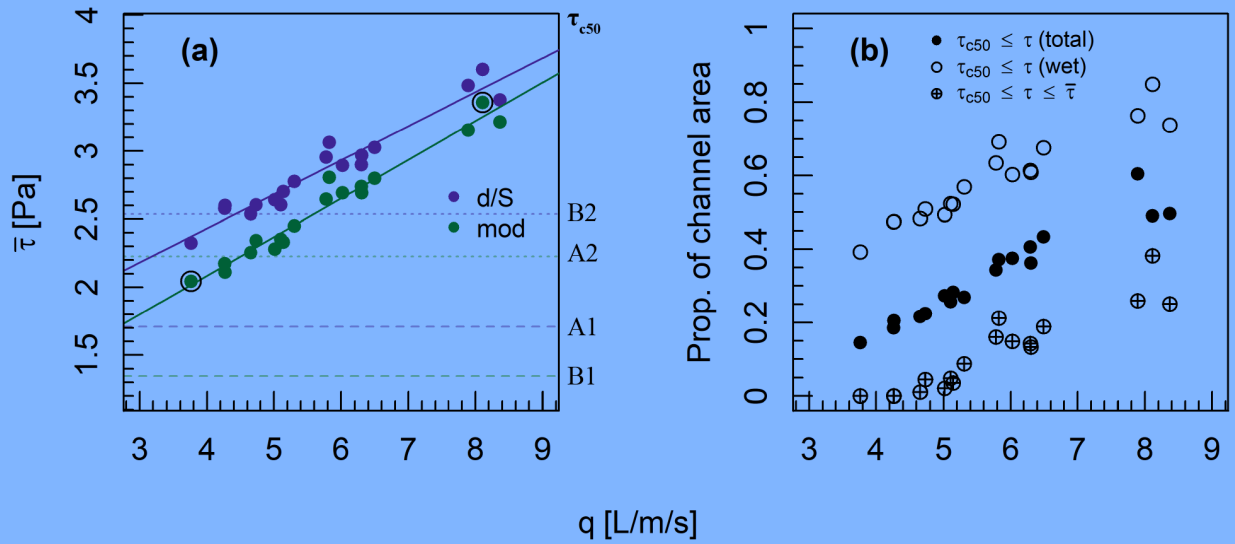 (a)
τc50
4
3.5
3
2.5
2
1.5
τ̅ [Pa]
d/S
mod
B2
A2
A1
B1
3 4 5 6 7 8 9
(b)
τc50 ≤ τ (total)
τc50 ≤ τ (wet)
τc50 ≤ τ ≤ τ̅
1
0.8
0.6
0.4
0.2
0
Prop. of channel area
3 4 5 6 7 8 9
q [L/m/s]